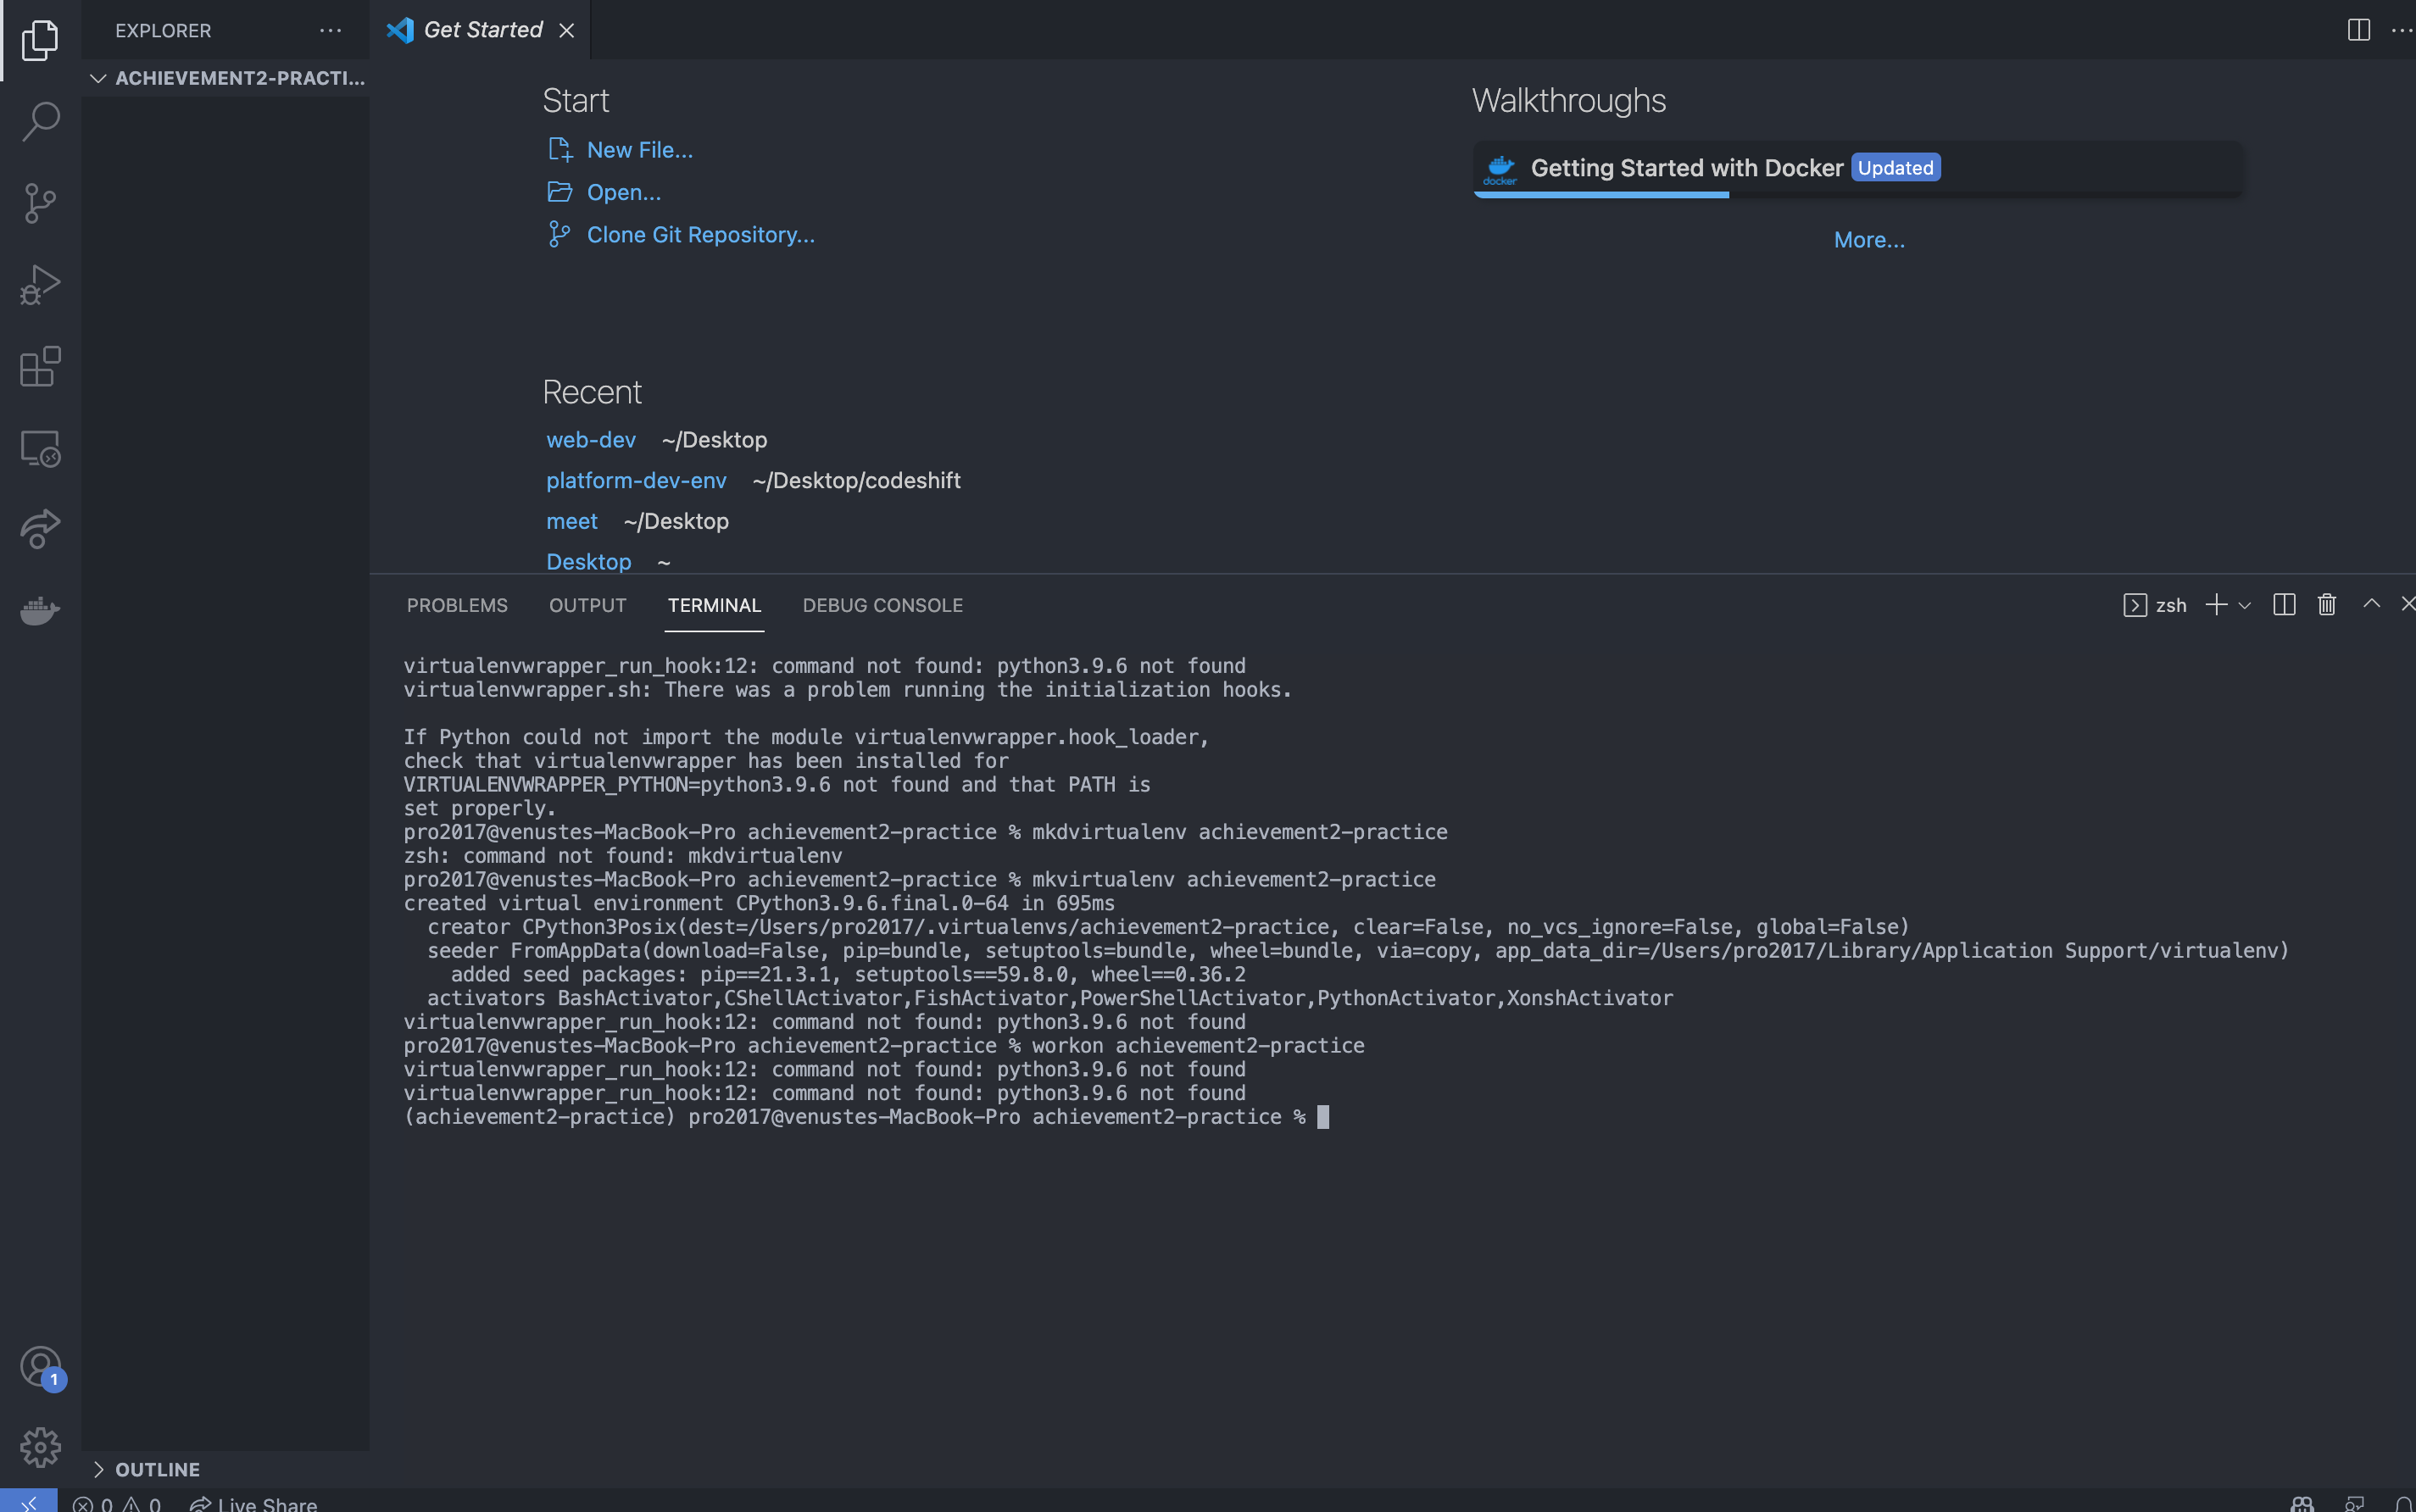 EXPLORER
Get Started
ACHIEVEMENT2-PRACTI...
Start
New File...
Open...
Clone Git Repository...
Walkthroughs
docker
Getting Started with Docker Updated
More...
Recent
web-dev ~/Desktop
platform-dev-env ~/Desktop/codeshift
meet ~/Desktop
Desktop ~
PROBLEMS OUTPUT TERMINAL DEBUG CONSOLE
zsh
virtualenvwrapper_run_hook:12: command not found: python3.9.6 not found
virtualenvwrapper.sh: There was a problem running the initialization hooks.
If Python could not import the module virtualenvwrapper.hook_loader,
check that virtualenvwrapper has been installed for
VIRTUALENVWRAPPER_PYTHON=python3.9.6 not found and that PATH is
set properly.
pro2017@venustes-MacBook-Pro achievement2-practice % mkdvirtualenv achievement2-practice
zsh: command not found: mkdvirtualenv
pro2017@venustes-MacBook-Pro achievement2-practice % mkvirtualenv achievement2-practice
created virtual environment CPython3.9.6.final.0-64 in 695ms
creator CPython3Posix(dest=/Users/pro2017/.virtualenvs/achievement2-practice, clear=False, no_vcs_ignore=False, global=False)
seeder FromAppData(download=False, pip=bundle, setuptools=bundle, wheel=bundle, via=copy, app_data_dir=/Users/pro2017/Library/Application Support/virtualenv)
added seed packages: pip==21.3.1, setuptools==59.8.0, wheel==0.36.2
activators BashActivator,CShellActivator,FishActivator,PowerShellActivator,PythonActivator,XonshActivator
virtualenvwrapper_run_hook:12: command not found: python3.9.6 not found
pro2017@venustes-MacBook-Pro achievement2-practice % workon achievement2-practice
virtualenvwrapper_run_hook:12: command not found: python3.9.6 not found
virtualenvwrapper_run_hook:12: command not found: python3.9.6 not found
(achievement2-practice) pro2017@venustes-MacBook-Pro achievement2-practice %
1
OUTLINE
0 0 Live Share